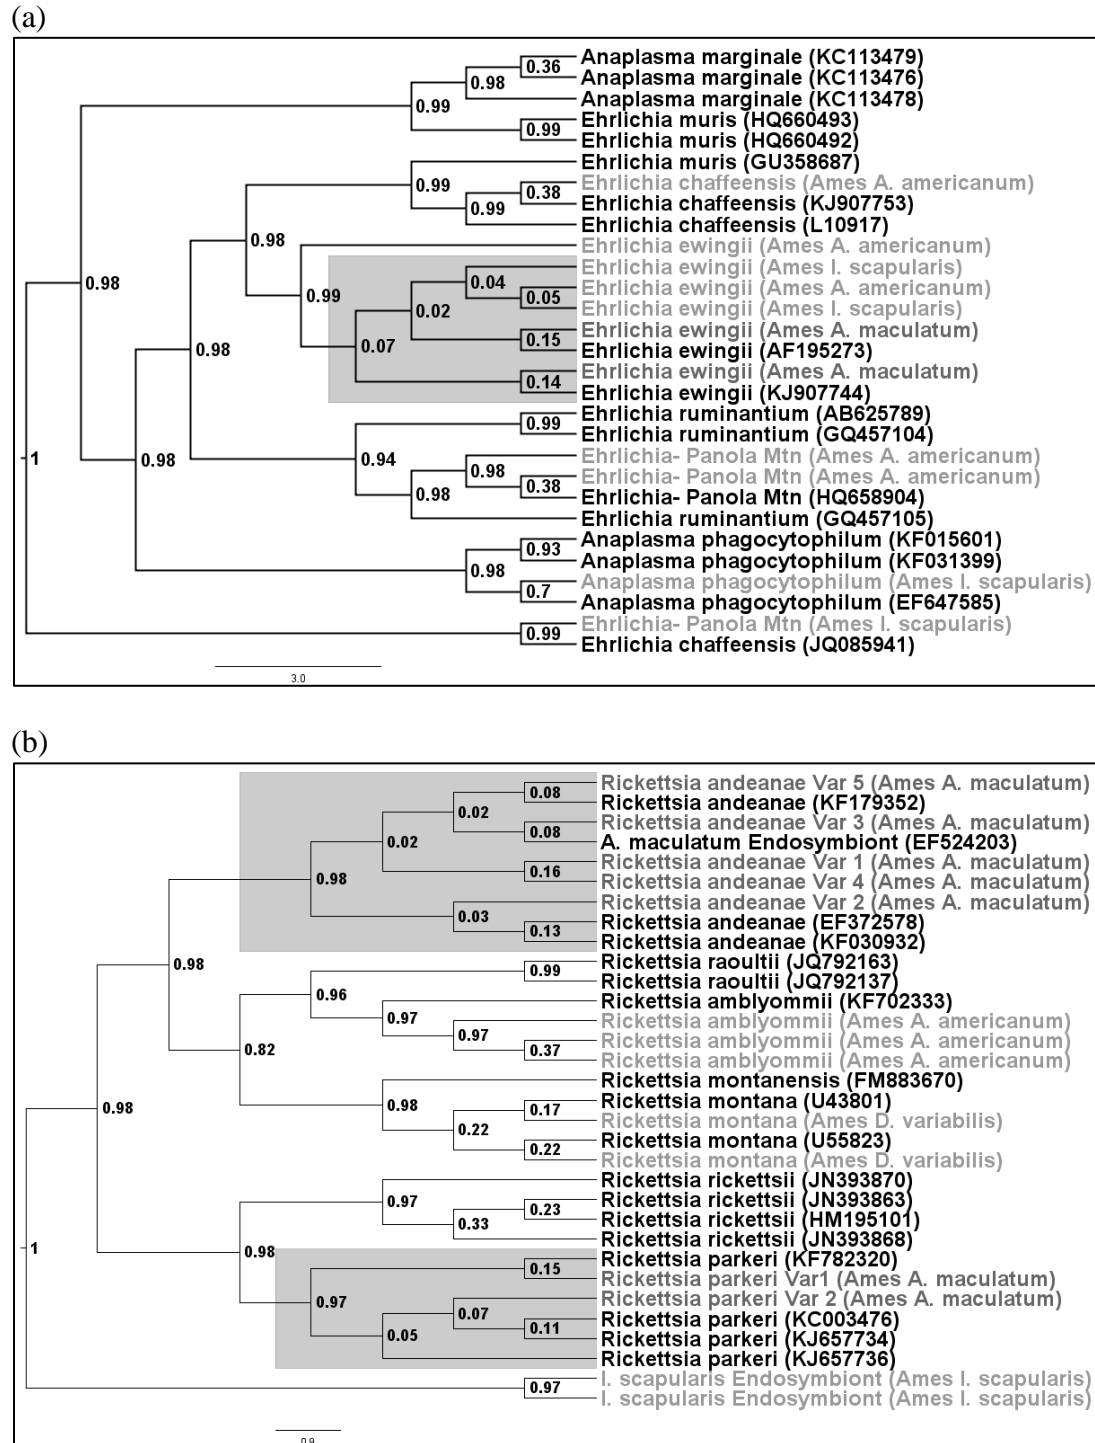 (a)
Anaplasma marginale (KC113479)
0.36
Anaplasma marginale (KC113476)
0.98
Anaplasma marginale (KC113478)
0.99
Ehrlichia muris (HQ660493)
0.99
Ehrlichia muris (HQ660492)
Ehrlichia muris (GU358687)
0.99
Ehrlichia chaffeensis (Ames A. americanum)
0.38
Ehrlichia chaffeensis (KJ907753)
0.99
Ehrlichia chaffeensis (L10917)
0.98
Ehrlichia ewingii (Ames A. americanum)
Ehrlichia ewingii (Ames I. scapularis)
0.04
0.98
Ehrlichia ewingii (Ames A. americanum)
0.99
0.05
Ehrlichia ewingii (Ames I. scapularis)
0.02
Ehrlichia ewingii (Ames A. maculatum)
0.15
0.07
0.98
Ehrlichia ewingii (AF195273)
Ehrlichia ewingii (Ames A. maculatum)
0.14
Ehrlichia ewingii (KJ907744)
Ehrlichia ruminantium (AB625789)
0.99
Ehrlichia ruminantium (GQ457104)
1
0.98
0.94
Ehrlichia- Panola Mtn (Ames A. americanum)
0.98
Ehrlichia- Panola Mtn (Ames A. americanum)
0.38
0.98
Ehrlichia- Panola Mtn (HQ658904)
Ehrlichia ruminantium (GQ457105)
Anaplasma phagocytophilum (KF015601)
0.93
Anaplasma phagocytophilum (KF031399)
0.98
Anaplasma phagocytophilum (Ames I. scapularis)
0.7
Anaplasma phagocytophilum (EF647585)
Ehrlichia- Panola Mtn (Ames I. scapularis)
0.99
Ehrlichia chaffeensis (JQ085941)
3.0
(b)
Rickettsia andeanae Var 5 (Ames A. maculatum)
0.08
Rickettsia andeanae (KF179352)
0.02
Rickettsia andeanae Var 3 (Ames A. maculatum)
0.08
0.02
A. maculatum Endosymbiont (EF524203)
Rickettsia andeanae Var 1 (Ames A. maculatum)
0.16
0.98
Rickettsia andeanae Var 4 (Ames A. maculatum)
Rickettsia andeanae Var 2 (Ames A. maculatum)
0.03
Rickettsia andeanae (EF372578)
0.13
Rickettsia andeanae (KF030932)
0.98
Rickettsia raoultii (JQ792163)
0.99
Rickettsia raoultii (JQ792137)
0.96
Rickettsia amblyommii (KF702333)
0.97
Rickettsia amblyommii (Ames A. americanum)
0.97
Rickettsia amblyommii (Ames A. americanum)
0.82
0.37
Rickettsia amblyommii (Ames A. americanum)
Rickettsia montanensis (FM883670)
0.98
Rickettsia montana (U43801)
0.98
0.17
Rickettsia montana (Ames D. variabilis)
0.22
Rickettsia montana (U55823)
0.22
Rickettsia montana (Ames D. variabilis)
Rickettsia rickettsii (JN393870)
0.97
Rickettsia rickettsii (JN393863)
0.23
Rickettsia rickettsii (HM195101)
0.33
Rickettsia rickettsii (JN393868)
1
0.98
Rickettsia parkeri (KF782320)
0.15
Rickettsia parkeri Var1 (Ames A. maculatum)
0.97
Rickettsia parkeri Var 2 (Ames A. maculatum)
0.07
Rickettsia parkeri (KC003476)
0.11
0.05
Rickettsia parkeri (KJ657734)
Rickettsia parkeri (KJ657736)
I. scapularis Endosymbiont (Ames I. scapularis)
0.97
I. scapularis Endosymbiont (Ames I. scapularis)
0.9